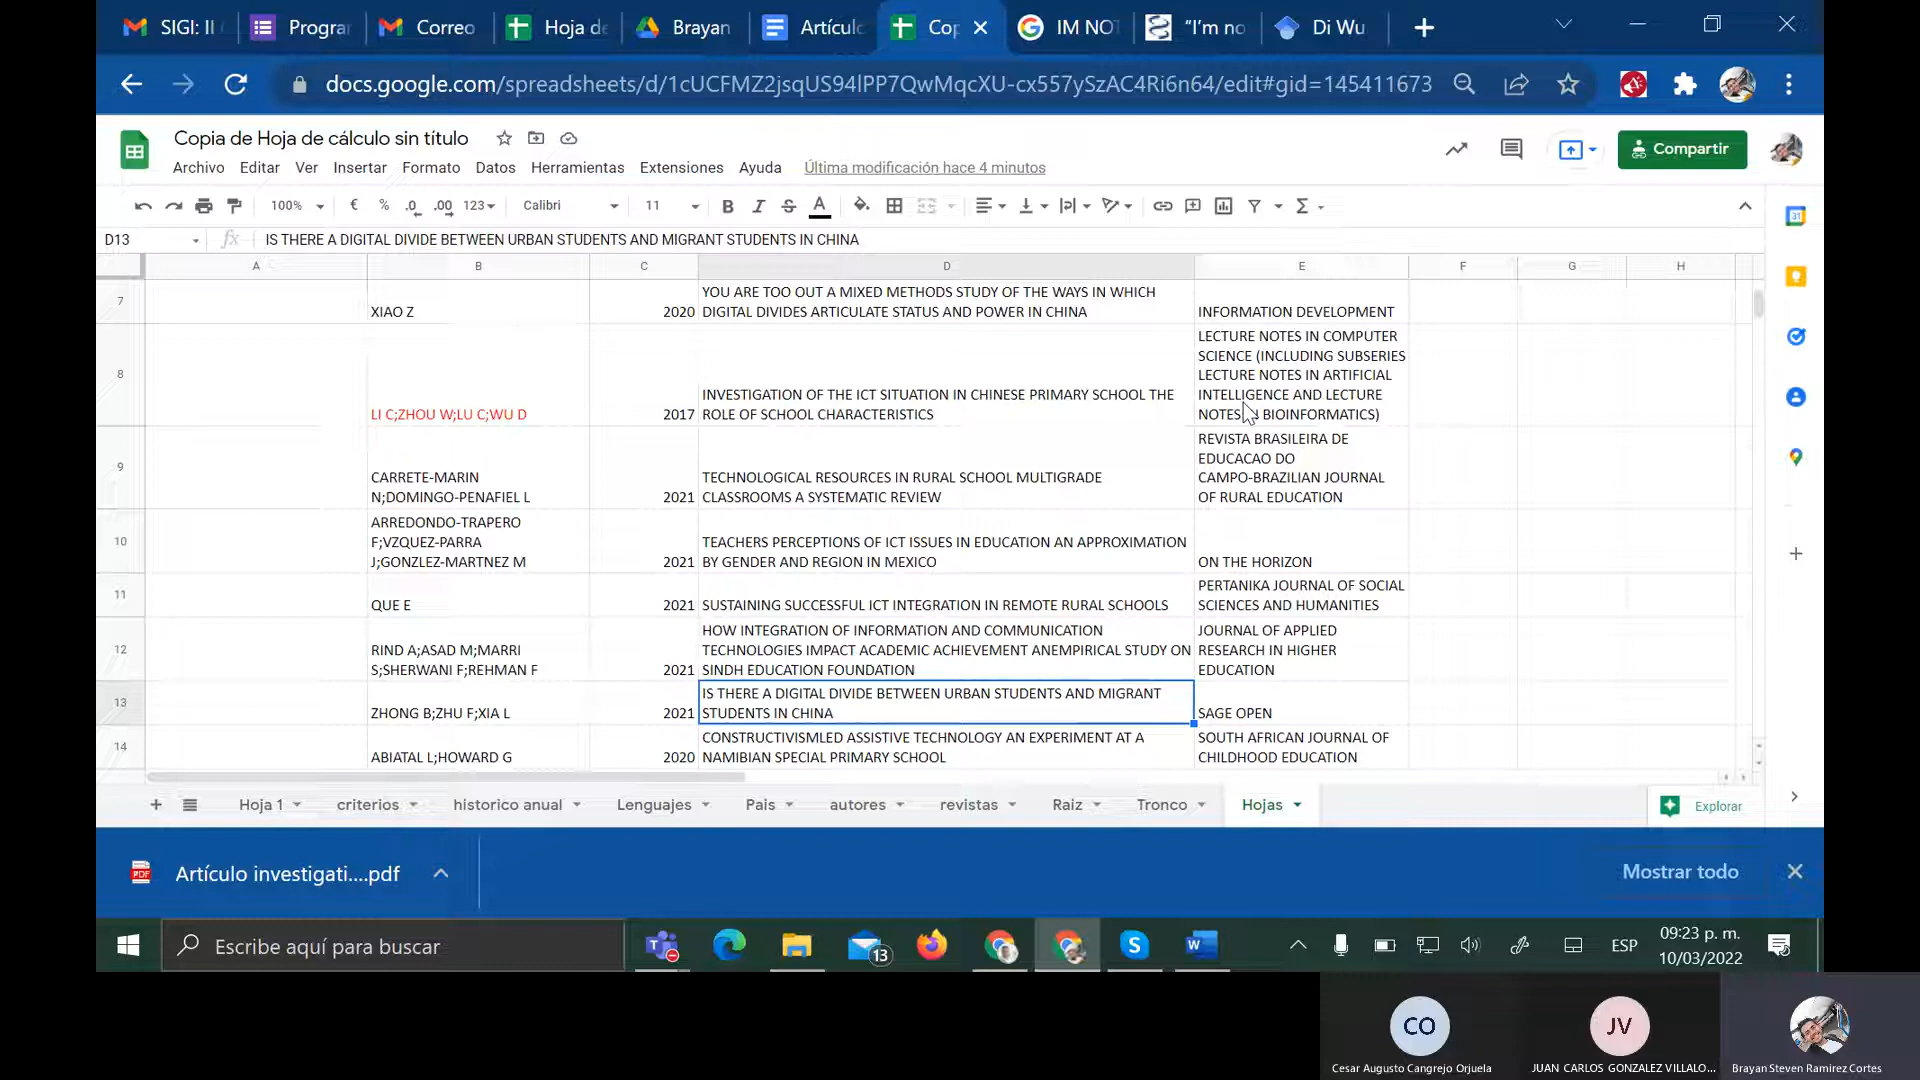 SIGI: II
Progra
Correo
Hoja de
Brayan
Artícul
Cop
IM NO
"I'm no
Di Wu
docs.google.com/spreadsheets/d/1cUCFMZ2jsqUS94lPP7QwMqcXU-cx557ySzAC4Ri6n64/edit#gid=145411673
Copia de Hoja de cálculo sin título
Archivo Editar Ver Insertar Formato Datos Herramientas Extensiones Ayuda Última modificación hace 4 minutos
Compartir
100% € % .0 .00 123 Calibri 11
D13 fx IS THERE A DIGITAL DIVIDE BETWEEN URBAN STUDENTS AND MIGRANT STUDENTS IN CHINA
A B C D E F G H
7
XIAO Z
2020
YOU ARE TOO OUT A MIXED METHODS STUDY OF THE WAYS IN WHICH
DIGITAL DIVIDES ARTICULATE STATUS AND POWER IN CHINA
INFORMATION DEVELOPMENT
8
LI C;ZHOU W;LU C;WU D
2017
INVESTIGATION OF THE ICT SITUATION IN CHINESE PRIMARY SCHOOL THE
ROLE OF SCHOOL CHARACTERISTICS
LECTURE NOTES IN COMPUTER
SCIENCE (INCLUDING SUBSERIES
LECTURE NOTES IN ARTIFICIAL
INTELLIGENCE AND LECTURE
NOTES BIOINFORMATICS)
9
CARRETE-MARIN
N;DOMINGO-PENAFIEL L
2021
TECHNOLOGICAL RESOURCES IN RURAL SCHOOL MULTIGRADE
CLASSROOMS A SYSTEMATIC REVIEW
REVISTA BRASILEIRA DE
EDUCACAO DO
CAMPO-BRAZILIAN JOURNAL
OF RURAL EDUCATION
10
ARREDONDO-TRAPERO
F;VZQUEZ-PARRA
J;GONZLEZ-MARTNEZ M
2021
TEACHERS PERCEPTIONS OF ICT ISSUES IN EDUCATION AN APPROXIMATION
BY GENDER AND REGION IN MEXICO
ON THE HORIZON
11
QUE E
2021
SUSTAINING SUCCESSFUL ICT INTEGRATION IN REMOTE RURAL SCHOOLS
PERTANIKA JOURNAL OF SOCIAL
SCIENCES AND HUMANITIES
12
RIND A;ASAD M;MARRI
S;SHERWANI F;REHMAN F
2021
HOW INTEGRATION OF INFORMATION AND COMMUNICATION
TECHNOLOGIES IMPACT ACADEMIC ACHIEVEMENT ANEMPIRICAL STUDY ON
SINDH EDUCATION FOUNDATION
JOURNAL OF APPLIED
RESEARCH IN HIGHER
EDUCATION
13
ZHONG B;ZHU F;XIA L
2021
IS THERE A DIGITAL DIVIDE BETWEEN URBAN STUDENTS AND MIGRANT
STUDENTS IN CHINA
SAGE OPEN
14
ABIATAL L;HOWARD G
2020
CONSTRUCTIVISMLED ASSISTIVE TECHNOLOGY AN EXPERIMENT AT A
NAMIBIAN SPECIAL PRIMARY SCHOOL
SOUTH AFRICAN JOURNAL OF
CHILDHOOD EDUCATION
Hoja 1 criterios historico anual Lenguajes Pais autores revistas Raiz Tronco Hojas
Explorar
PDF Artículo investigati....pdf
Mostrar todo
Escribe aquí para buscar
13
ESP
09:23 p. m.
10/03/2022
CO
JV
Cesar Augusto Cangrejo Orjuela
JUAN CARLOS GONZALEZ VILLALO...
Brayan Steven Ramirez Cortes